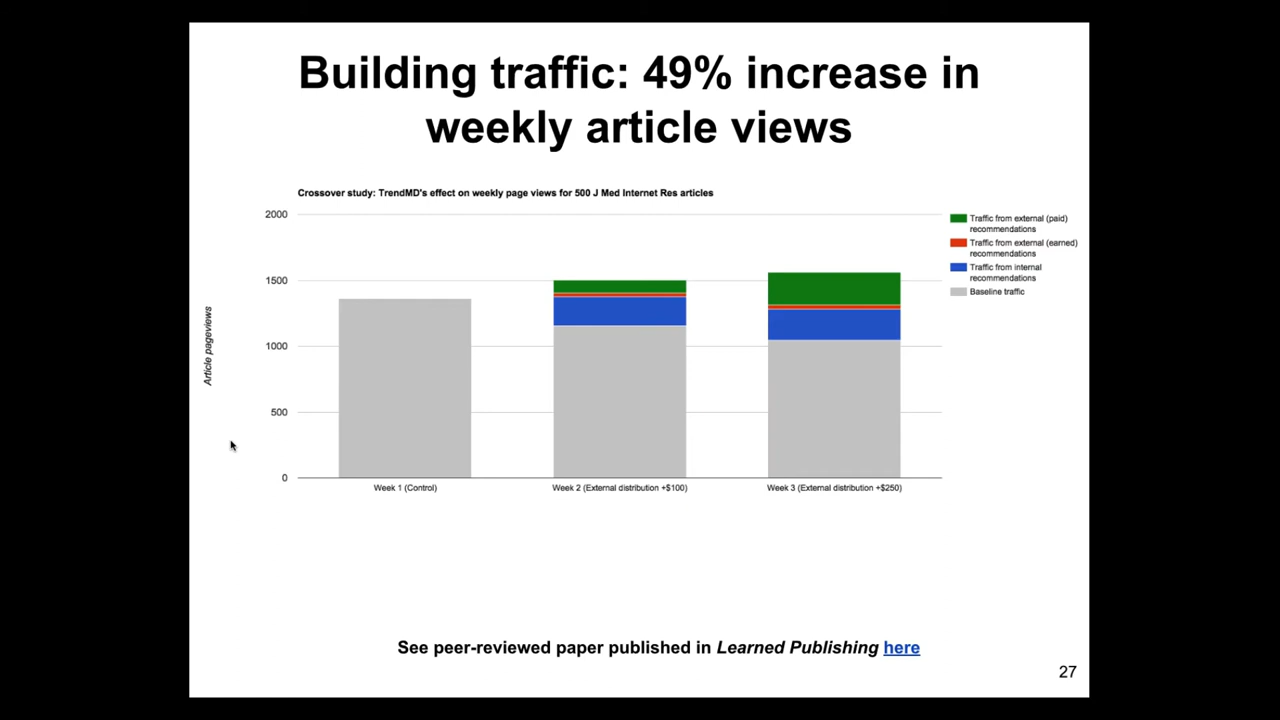 Building traffic: 49% increase in
weekly article views
Crossover study: TrendMD's effect on weekly page views for 500 J Med Internet Res articles
2000
1500
1000
500
0
Article pageviews
Week 1 (Control)
Week 2 (External distribution +$100)
Week 3 (External distribution +$250)
Traffic from external (paid)
recommendations
Traffic from external (earned)
recommendations
Traffic from internal
recommendations
Baseline traffic
See peer-reviewed paper published in Learned Publishing here
27